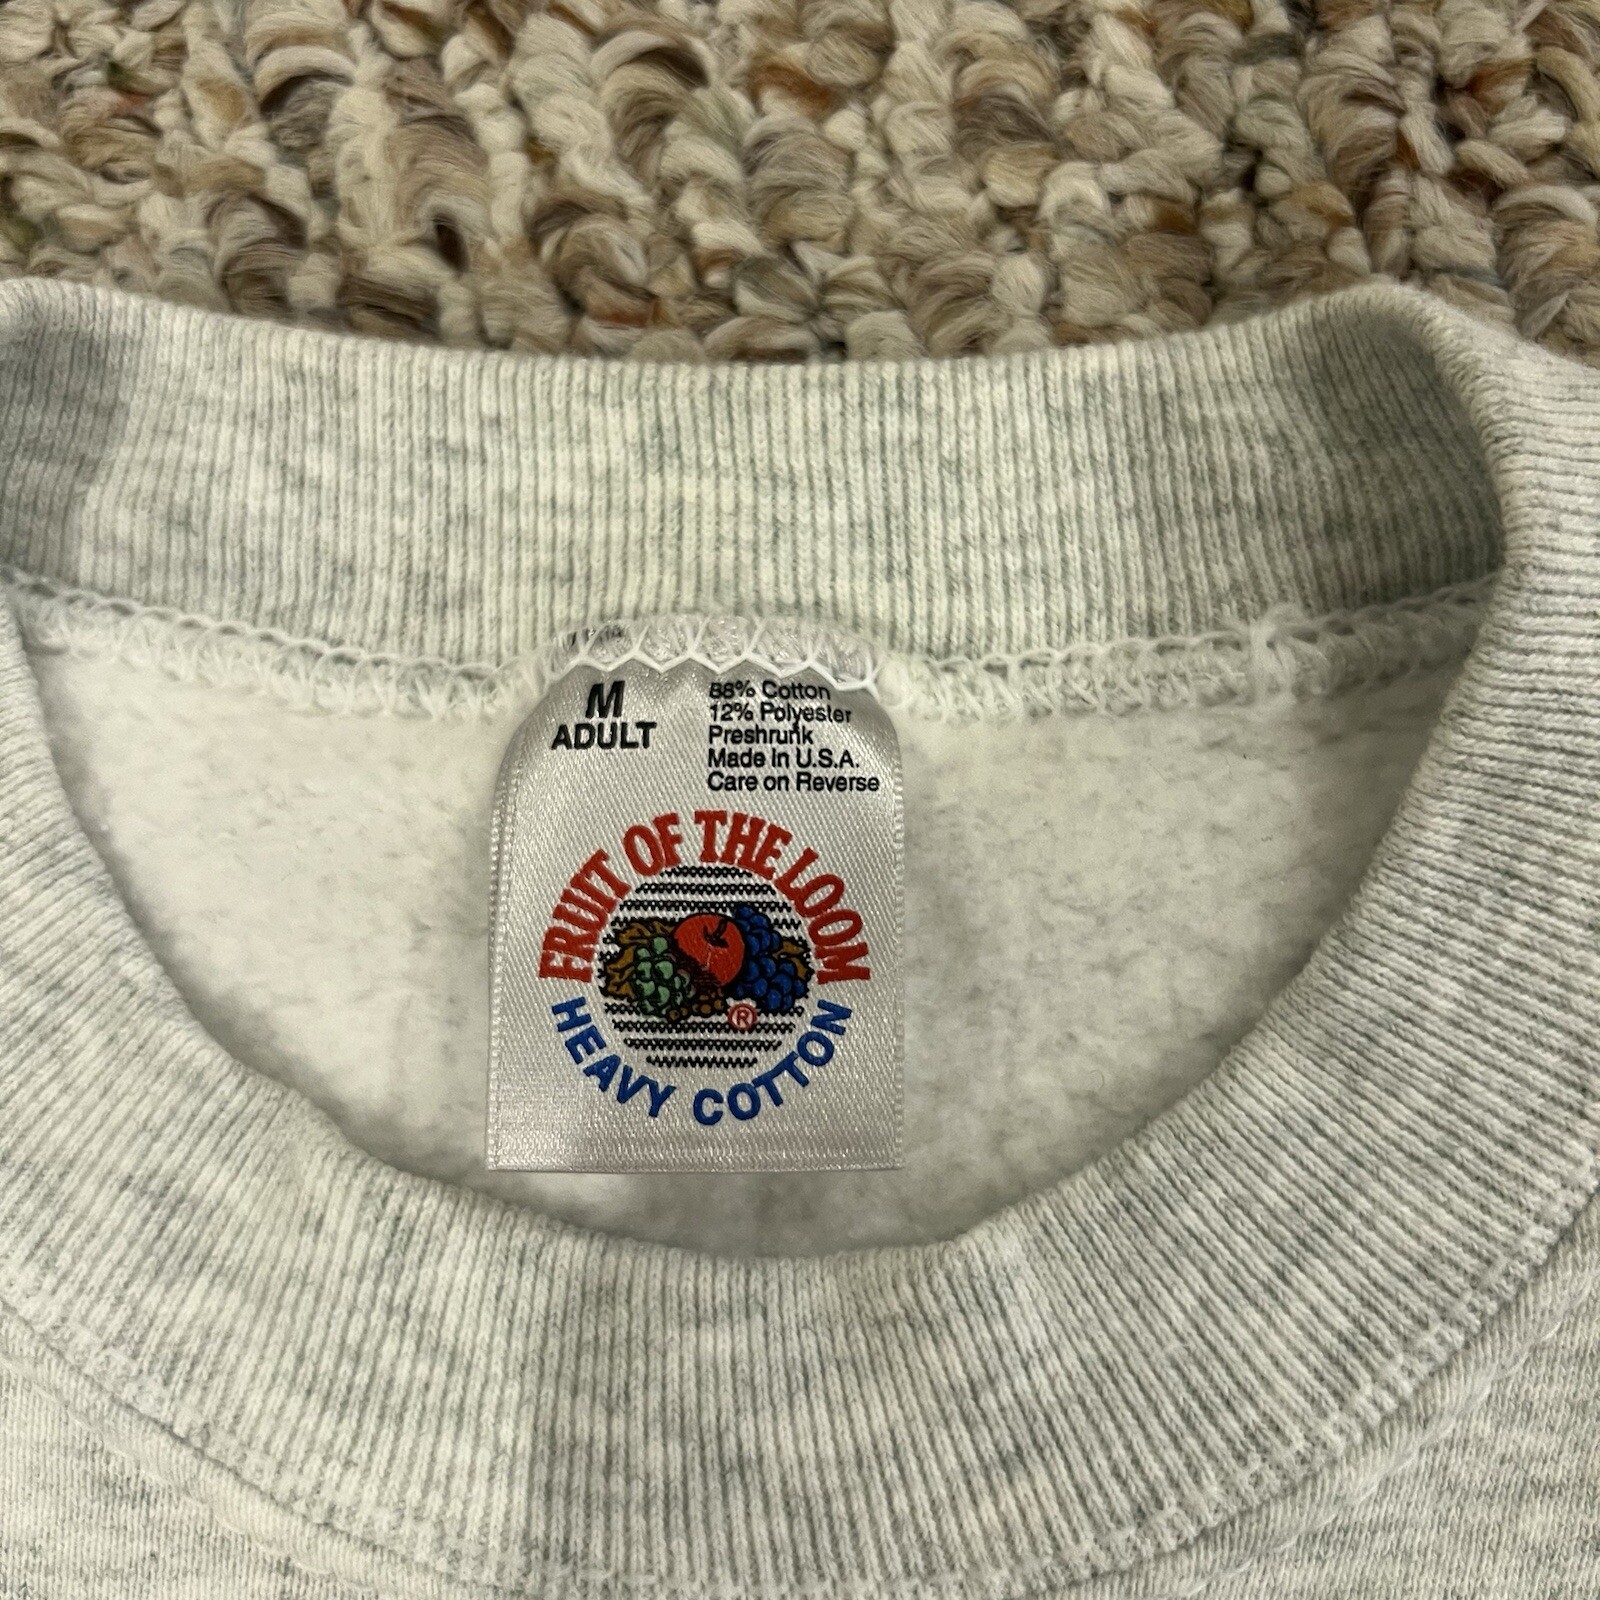 M
ADULT
88% Cotton
12% Polyester
Preshrunk
Made in U.S.A.
Care on Reverse
FRUIT OF THE LOOM
®
HEAVY COTTON